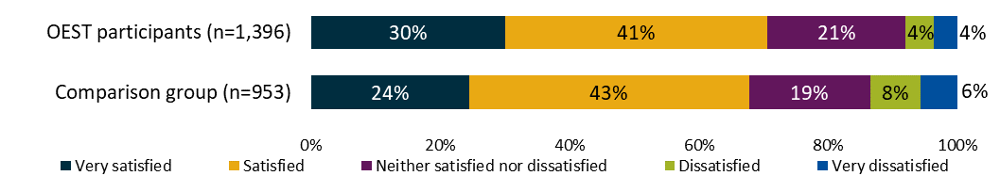 OEST participants (n=1,396) 30% 41% 21% 4% 4%
Comparison group (n=953) 24% 43% 19% 8% 6%
0% 20% 40% 60% 80% 100%
Very satisfied Satisfied Neither satisfied nor dissatisfied Dissatisfied Very dissatisfied